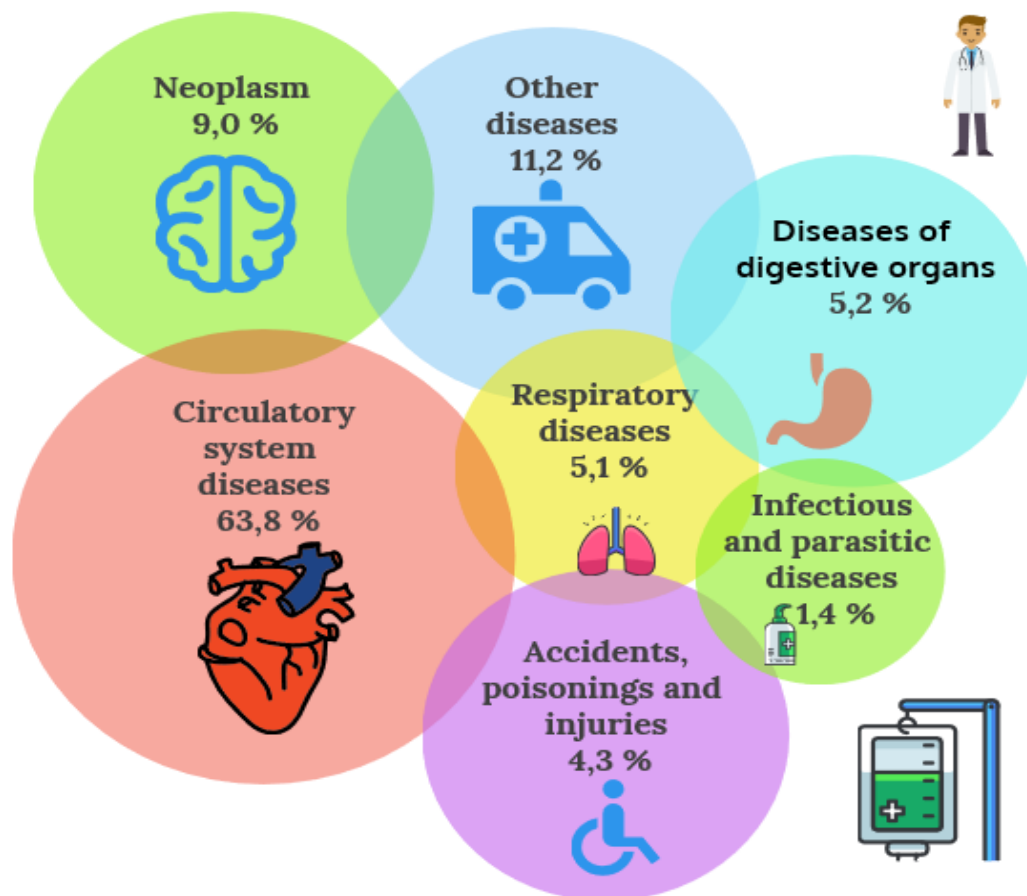 Neoplasm
9,0 %
Other
diseases
11,2 %
Diseases of
digestive organs
5,2 %
Circulatory
system
diseases
63,8 %
Respiratory
diseases
5,1 %
Infectious
and parasitic
diseases
1,4 %
Accidents,
poisonings and
injuries
4,3 %